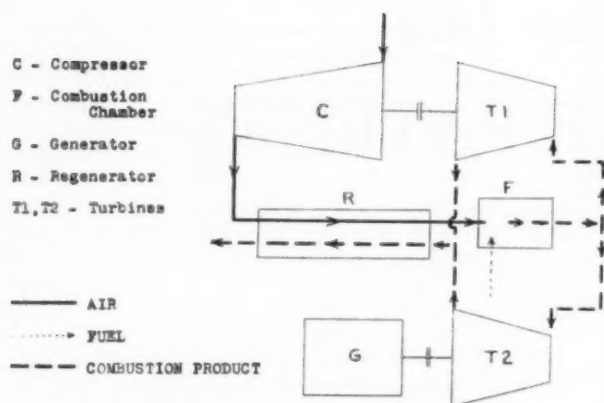 C - Compressor
F - Combustion
Chamber
G - Generator
R - Regenerator
T1,T2 - Turbines
AIR
FUEL
COMBUSTION PRODUCT
C
T1
R
F
G
T2